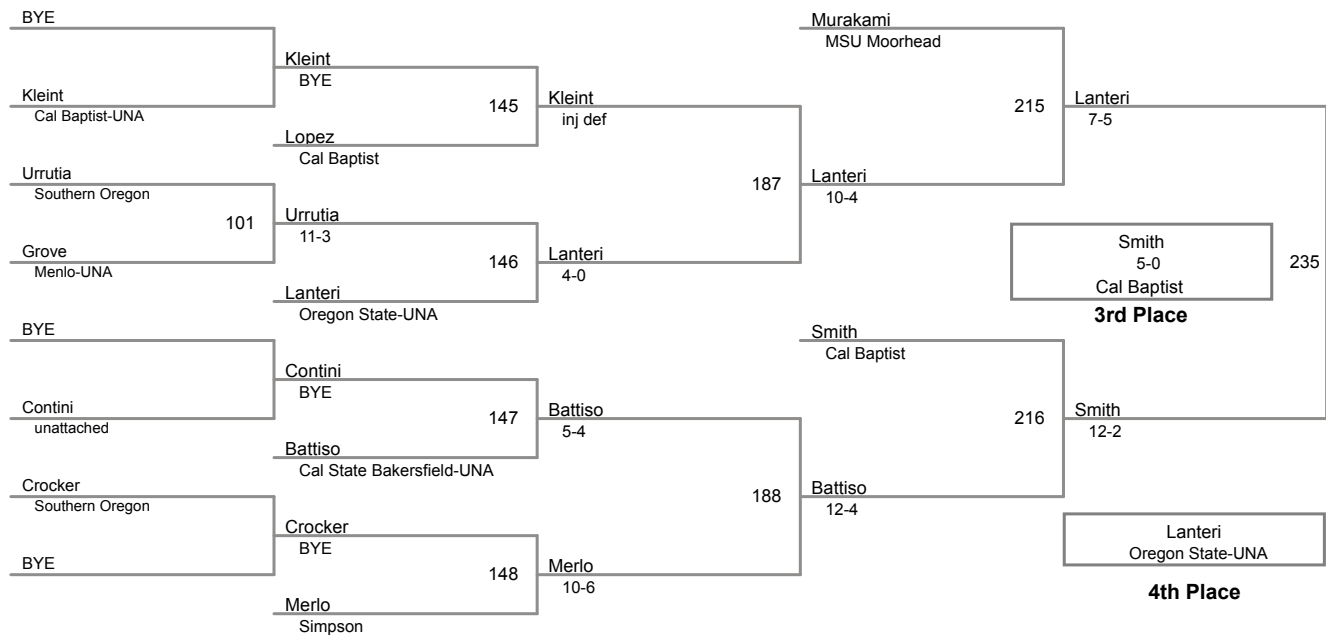 BYE
Kleint
Cal Baptist-UNA
Urrutia
Southern Oregon
101
Grove
Menlo-UNA
BYE
Contini
unattached
Crocker
Southern Oregon
BYE
Kleint
BYE
145
Lopez
Cal Baptist
Urrutia
11-3
146
Lanteri
Oregon State-UNA
Contini
BYE
147
Battiso
Cal State Bakersfield-UNA
Crocker
BYE
148
Merlo
Simpson
Kleint
inj def
187
Lanteri
4-0
Battiso
5-4
188
Merlo
10-6
Murakami
MSU Moorhead
215
Lanteri
10-4
Smith
Cal Baptist
216
Battiso
12-4
Lanteri
7-5
Smith
5-0
Cal Baptist
235
3rd Place
Smith
12-2
Lanteri
Oregon State-UNA
4th Place